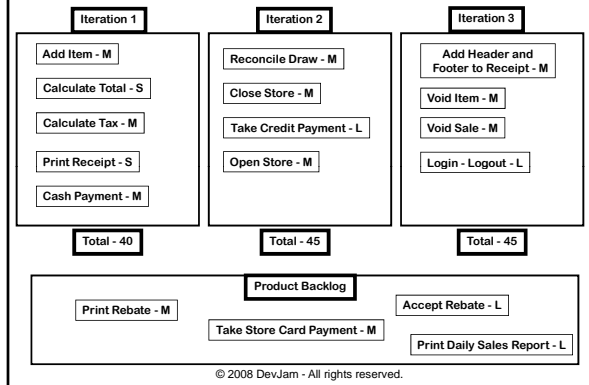 Iteration 1
Add Item - M
Calculate Total - S
Calculate Tax - M
Print Receipt - S
Cash Payment - M
Total - 40
Iteration 2
Reconcile Draw - M
Close Store - M
Take Credit Payment - L
Open Store - M
Total - 45
Iteration 3
Add Header and
Footer to Receipt - M
Void Item - M
Void Sale - M
Login - Logout - L
Total - 45
Product Backlog
Print Rebate - M
Take Store Card Payment - M
Accept Rebate - L
Print Daily Sales Report - L
© 2008 DevJam - All rights reserved.